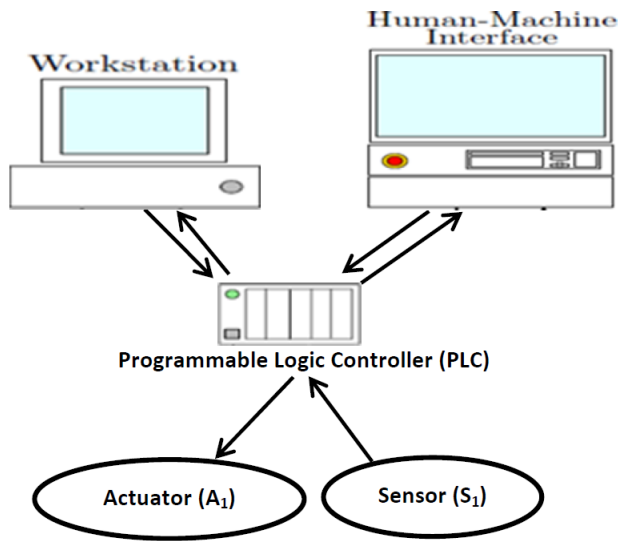 Human-Machine
Interface
Workstation
Programmable Logic Controller (PLC)
Actuator (A₁)
Sensor (S₁)